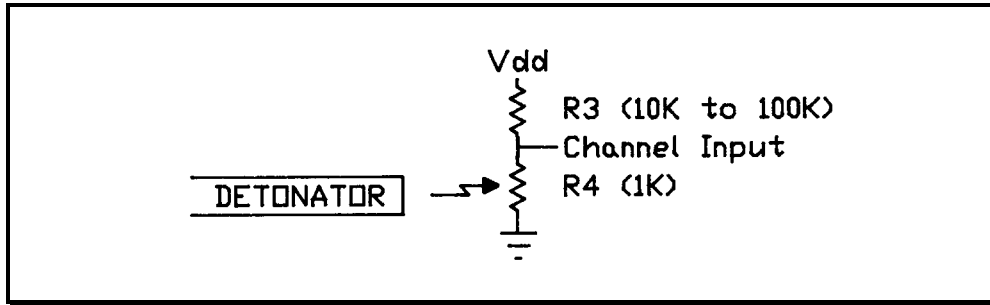 Vdd
R3 (10K to 100K)
Channel Input
R4 (1K)
DETONATOR